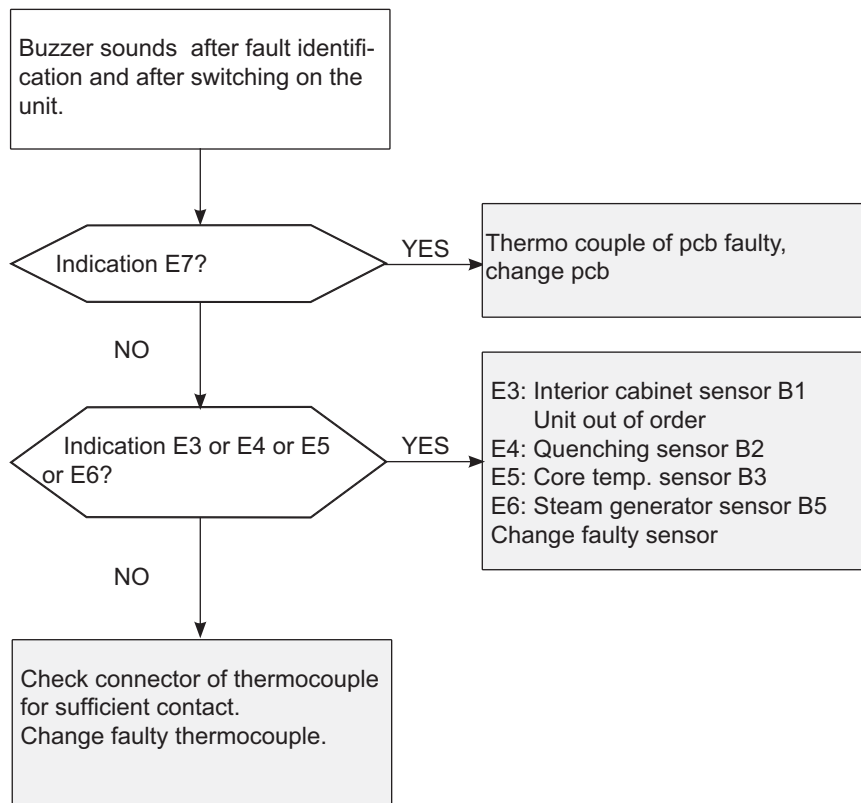 Buzzer sounds  after fault identifi-
cation and after switching on the
unit.
Indication E7?
YES
Thermo couple of pcb faulty,
change pcb
NO
Indication E3 or E4 or E5
or E6?
YES
E3: Interior cabinet sensor B1
Unit out of order
E4: Quenching sensor B2
E5: Core temp. sensor B3
E6: Steam generator sensor B5
Change faulty sensor
NO
Check connector of thermocouple
for sufficient contact.
Change faulty thermocouple.